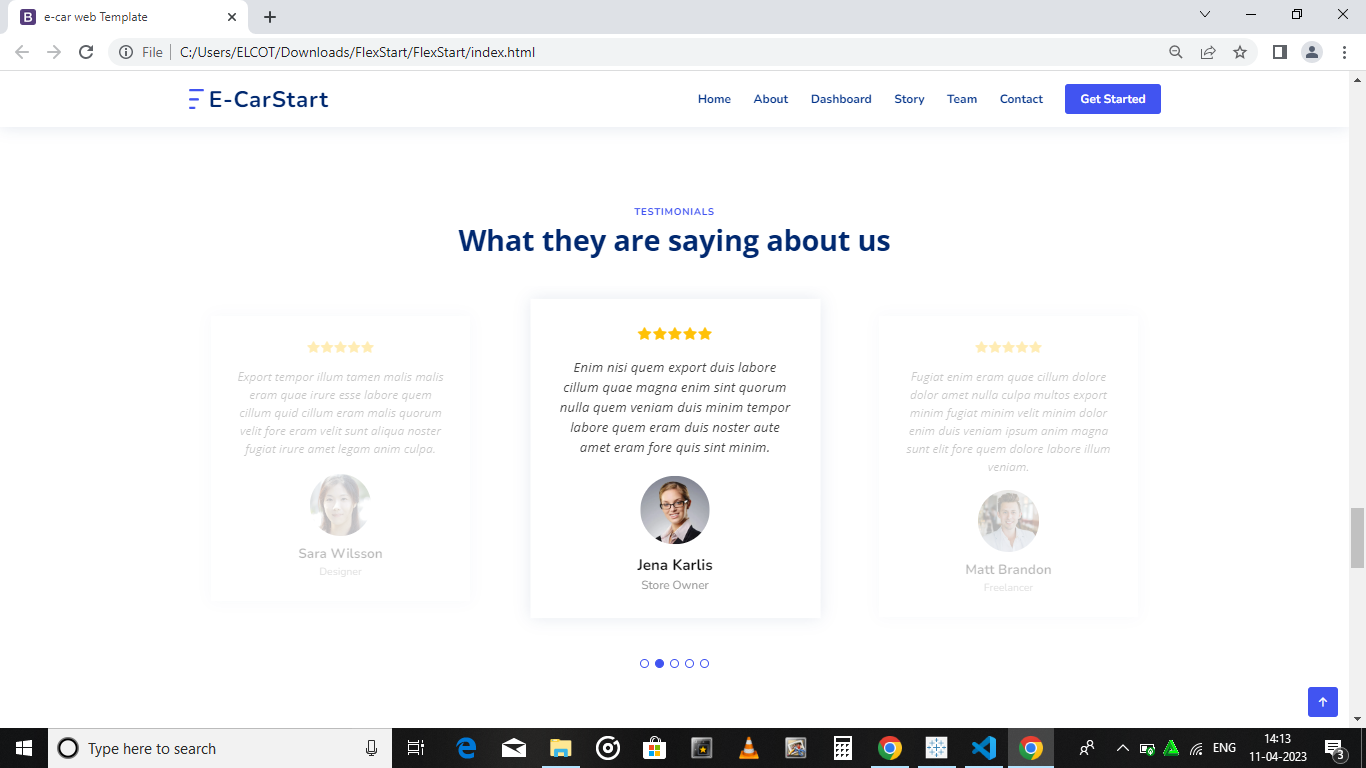 e-car web Template
File
C:/Users/ELCOT/Downloads/FlexStart/FlexStart/index.html
E-CarStart
Home About Dashboard Story Team Contact Get Started
TESTIMONIALS
What they are saying about us
Export tempor illum tamen malis malis
eram quae irure esse labore quem
cillum quid cillum eram malis quorum
velit fore eram velit sunt aliqua noster
fugiat irure amet legam anim culpa.
Sara Wilsson
Designer
Enim nisi quem export duis labore
cillum quae magna enim sint quorum
nulla quem veniam duis minim tempor
labore quem eram duis noster aute
amet eram fore quis sint minim.
Jena Karlis
Store Owner
Fugiat enim eram quae cillum dolore
dolor amet nulla culpa multos export
minim fugiat minim velit minim dolor
enim duis veniam ipsum anim magna
sunt elit fore quem dolore labore illum
veniam.
Matt Brandon
Freelancer
Type here to search
ENG
14:13
11-04-2023
3